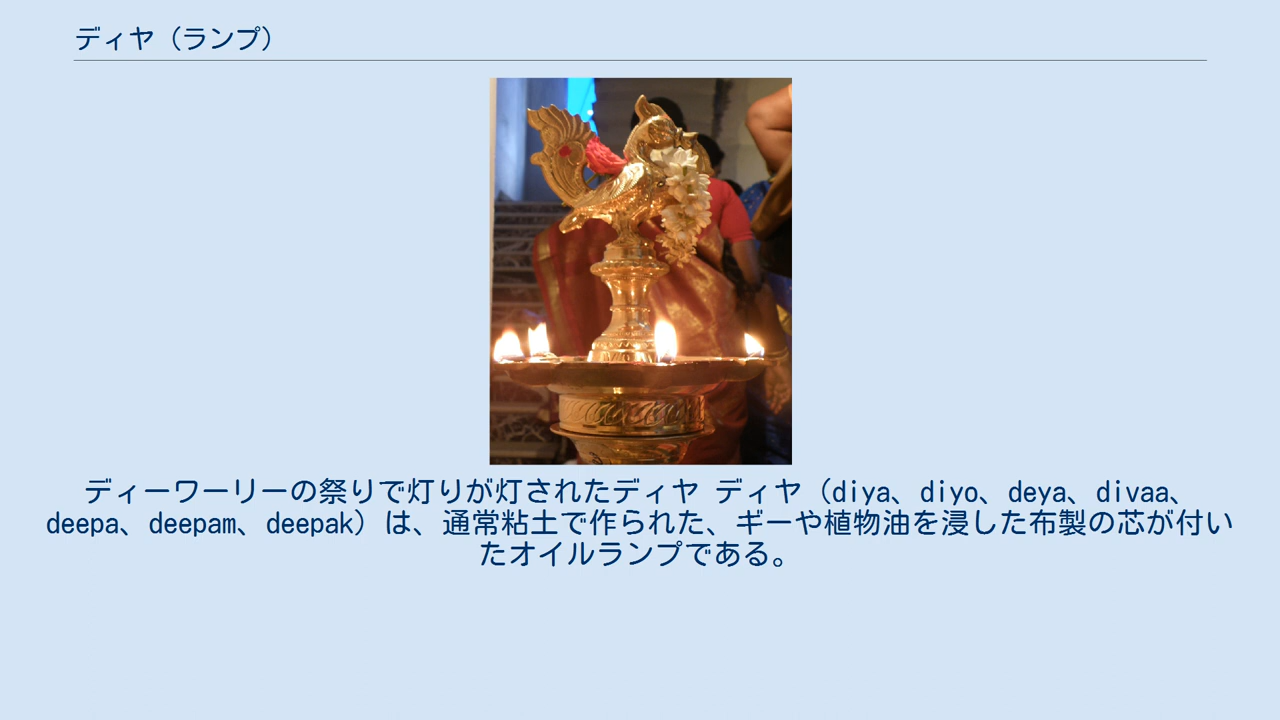 ディヤ（ランプ）
ディーワーリーの祭りで灯りが灯されたディヤ ディヤ（diya、diyo、deya、divaa、
deepa、deepam、deepak）は、通常粘土で作られた、ギーや植物油を浸した布製の芯が付い
たオイルランプである。